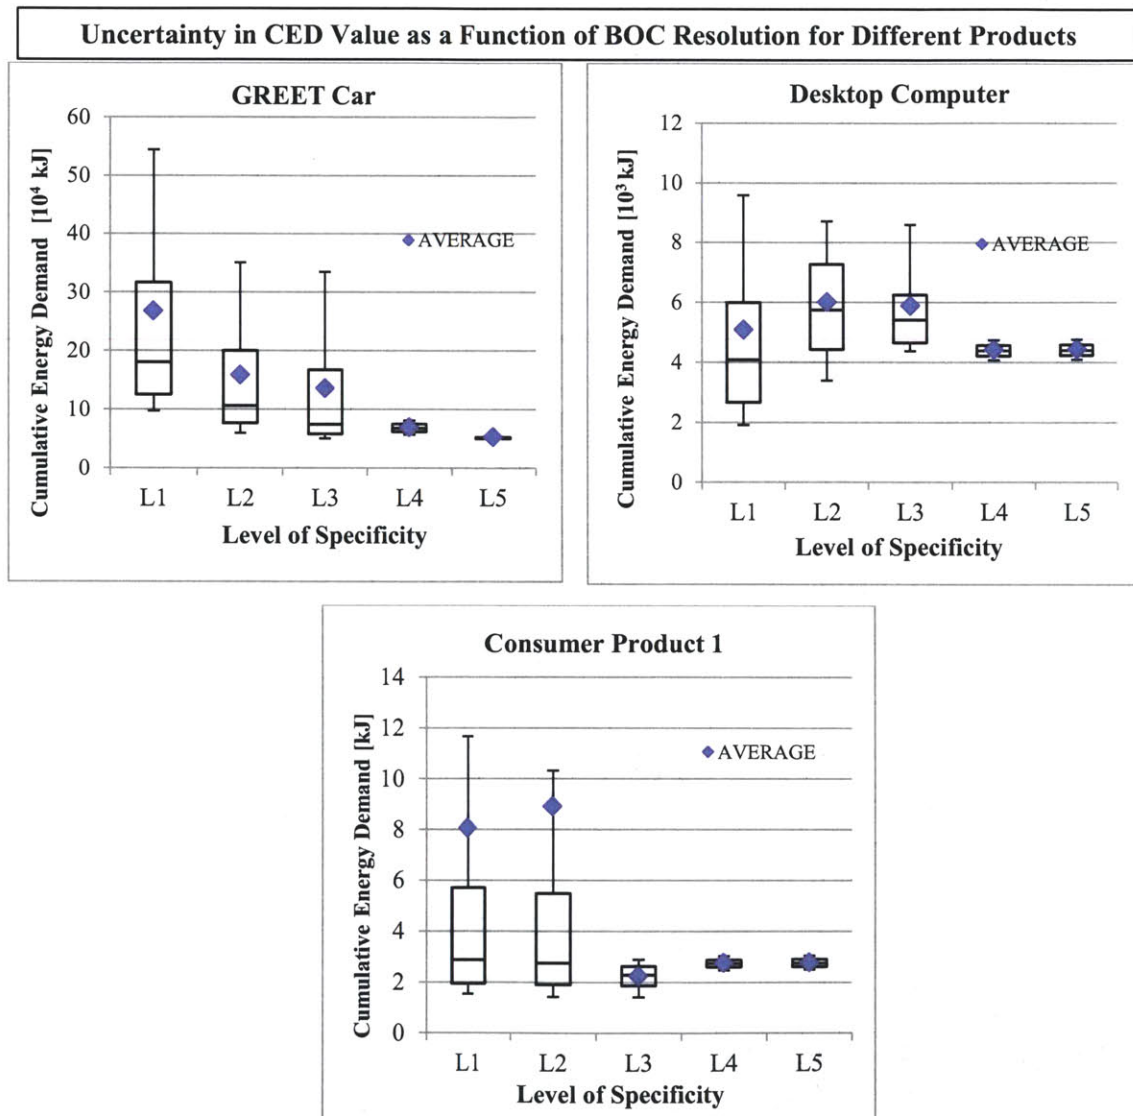 Uncertainty in CED Value as a Function of BOC Resolution for Different Products
GREET Car
Cumulative Energy Demand [10⁴ kJ]
60
50
40
30
20
10
0
AVERAGE
L1 L2 L3 L4 L5
Level of Specificity
Desktop Computer
Cumulative Energy Demand [10³ kJ]
12
10
8
6
4
2
0
AVERAGE
L1 L2 L3 L4 L5
Level of Specificity
Consumer Product 1
Cumulative Energy Demand [kJ]
14
12
10
8
6
4
2
0
AVERAGE
L1 L2 L3 L4 L5
Level of Specificity